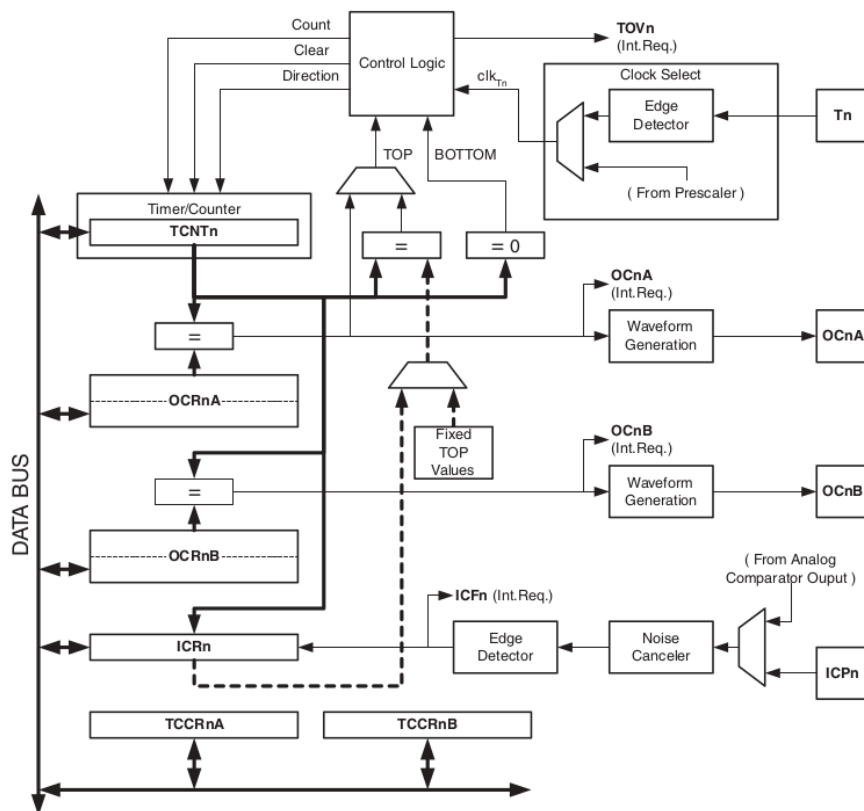 Count
Clear
Direction
Control Logic
TOVn
(Int.Req.)
clkTn
Clock Select
Edge
Detector
Tn
( From Prescaler )
TOP
BOTTOM
Timer/Counter
TCNTn
=
= 0
OCnA
(Int.Req.)
=
Waveform
Generation
OCnA
OCRnA
Fixed
TOP
Values
OCnB
(Int.Req.)
=
Waveform
Generation
OCnB
DATA BUS
OCRnB
( From Analog
Comparator Ouput )
ICFn (Int.Req.)
ICRn
Edge
Detector
Noise
Canceler
ICPn
TCCRnA
TCCRnB